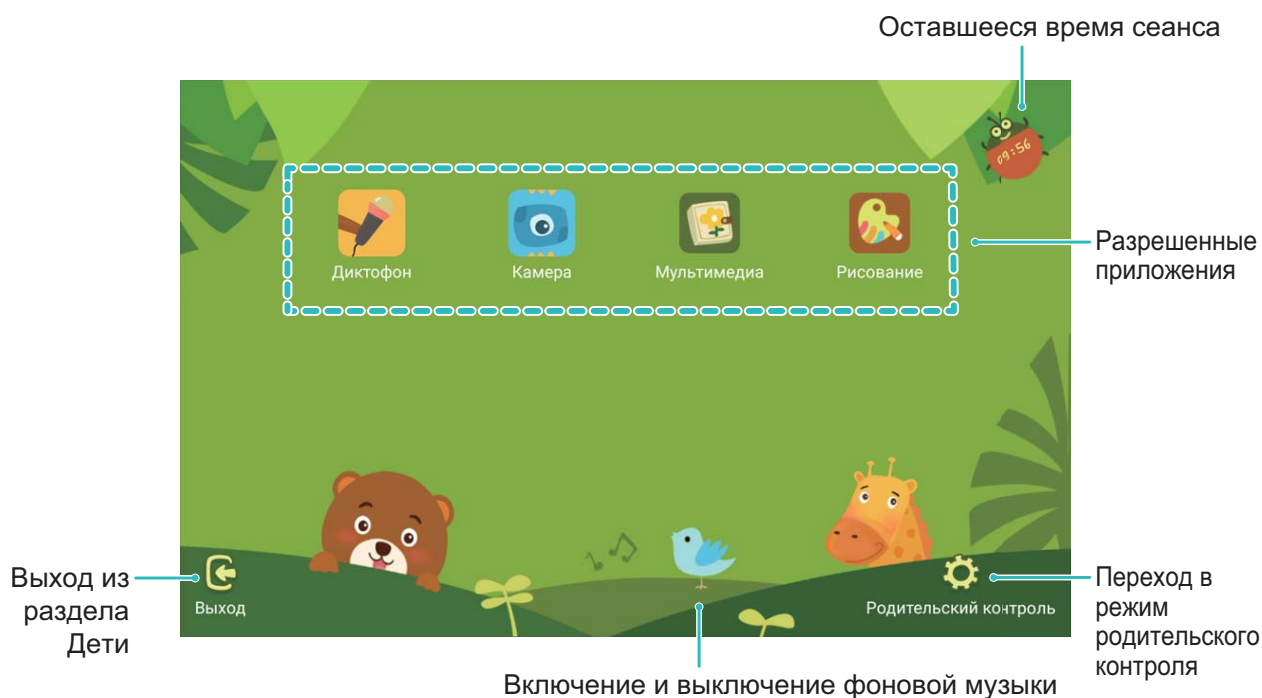 Оставшееся время сеанса
09:56
Диктофон
Камера
Мультимедиа
Рисование
Разрешенные
приложения
Выход из
раздела
Дети
Выход
Родительский контроль
Переход в
режим
родительского
контроля
Включение и выключение фоновой музыки